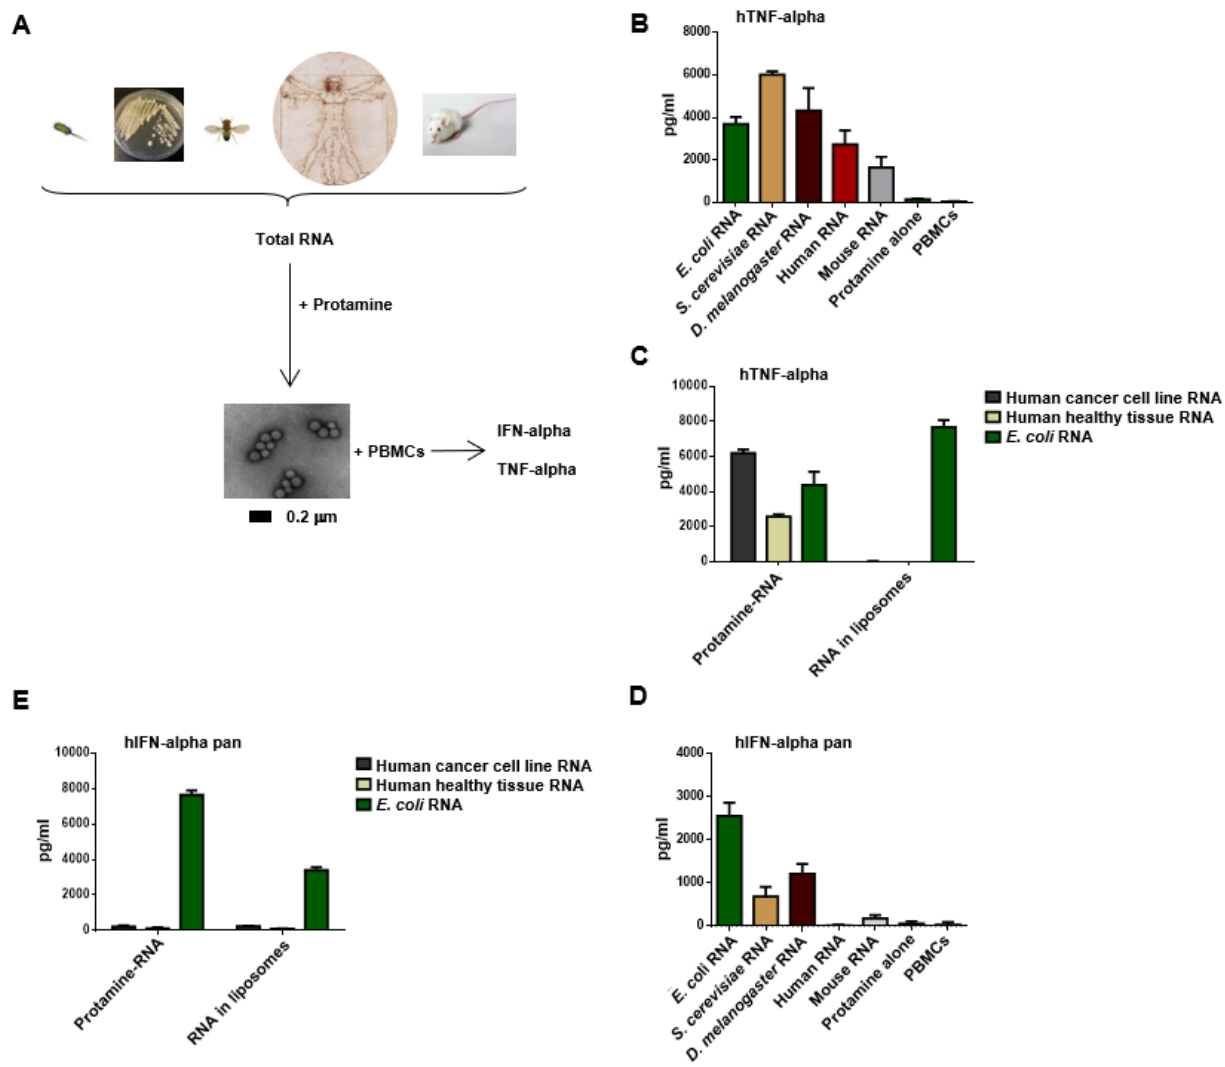 A
Total RNA
+ Protamine
+ PBMCs
IFN-alpha
TNF-alpha
0.2 µm
B
hTNF-alpha
pg/ml
8000
6000
4000
2000
0
E. coli RNA
S. cerevisiae RNA
D. melanogaster RNA
Human RNA
Mouse RNA
Protamine alone
PBMCs
C
hTNF-alpha
pg/ml
10000
8000
6000
4000
2000
0
Protamine-RNA
RNA in liposomes
Human cancer cell line RNA
Human healthy tissue RNA
E. coli RNA
E
hIFN-alpha pan
pg/ml
10000
8000
6000
4000
2000
0
Protamine-RNA
RNA in liposomes
Human cancer cell line RNA
Human healthy tissue RNA
E. coli RNA
D
hIFN-alpha pan
pg/ml
4000
3000
2000
1000
0
E. coli RNA
S. cerevisiae RNA
D. melanogaster RNA
Human RNA
Mouse RNA
Protamine alone
PBMCs